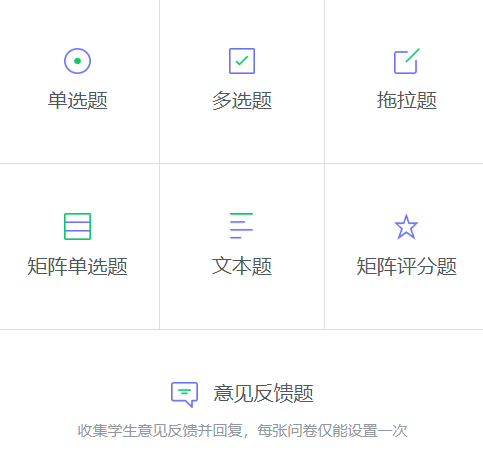 单选题
多选题
拖拉题
矩阵单选题
文本题
矩阵评分题
意见反馈题
收集学生意见反馈并回复，每张问卷仅能设置一次